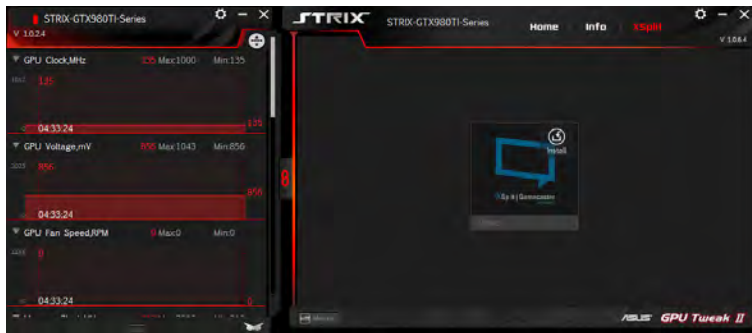 STRIX-GTX980TI-Series
V 1.0.2.4
GPU Clock,MHz 135 Max:1000 Min:135
135
04:33:24
135
GPU Voltage,mV 856 Max:1043 Min:856
856
856
04:33:24
GPU Fan Speed,RPM 0 Max:0 Min:0
0
04:33:24
0
STRIX STRIX-GTX980TI-Series Home Info XSplit
V 1.0.6.4
Install
XSplit | Gamecaster
ASUS GPU Tweak II